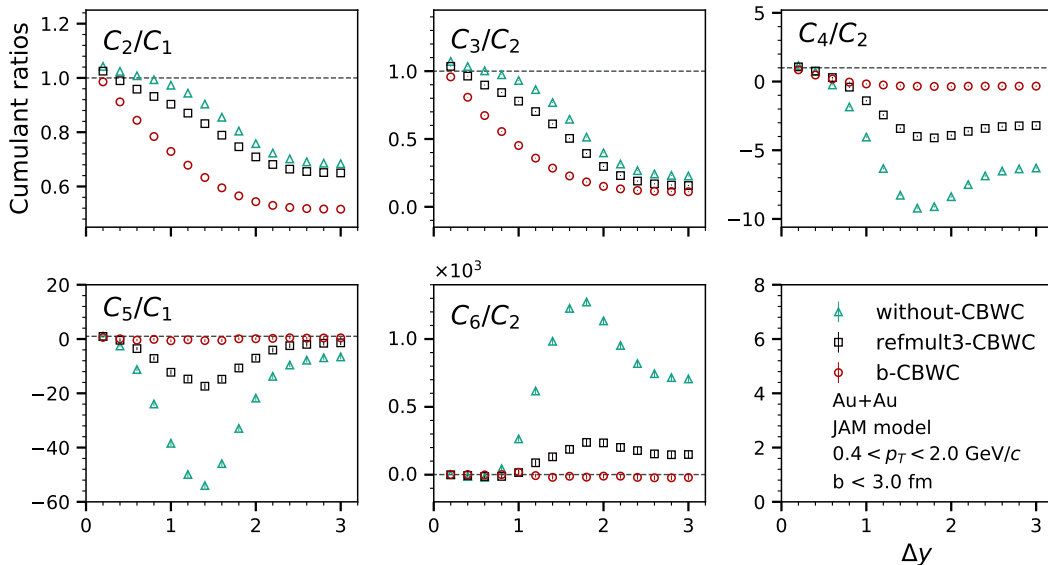 Cumulant ratios
1.2
1.0
0.8
0.6
C₂/C₁
1.0
0.5
0.0
C₃/C₂
5
0
−5
−10
C₄/C₂
20
0
−20
−40
−60
0 1 2 3
C₅/C₁
×10³
1.0
0.5
0.0
0 1 2 3
C₆/C₂
8
6
4
2
0
0 1 2 3
without-CBWC
refmult3-CBWC
b-CBWC
Au+Au
JAM model
0.4 < p_T < 2.0 GeV/c
b < 3.0 fm
Δy